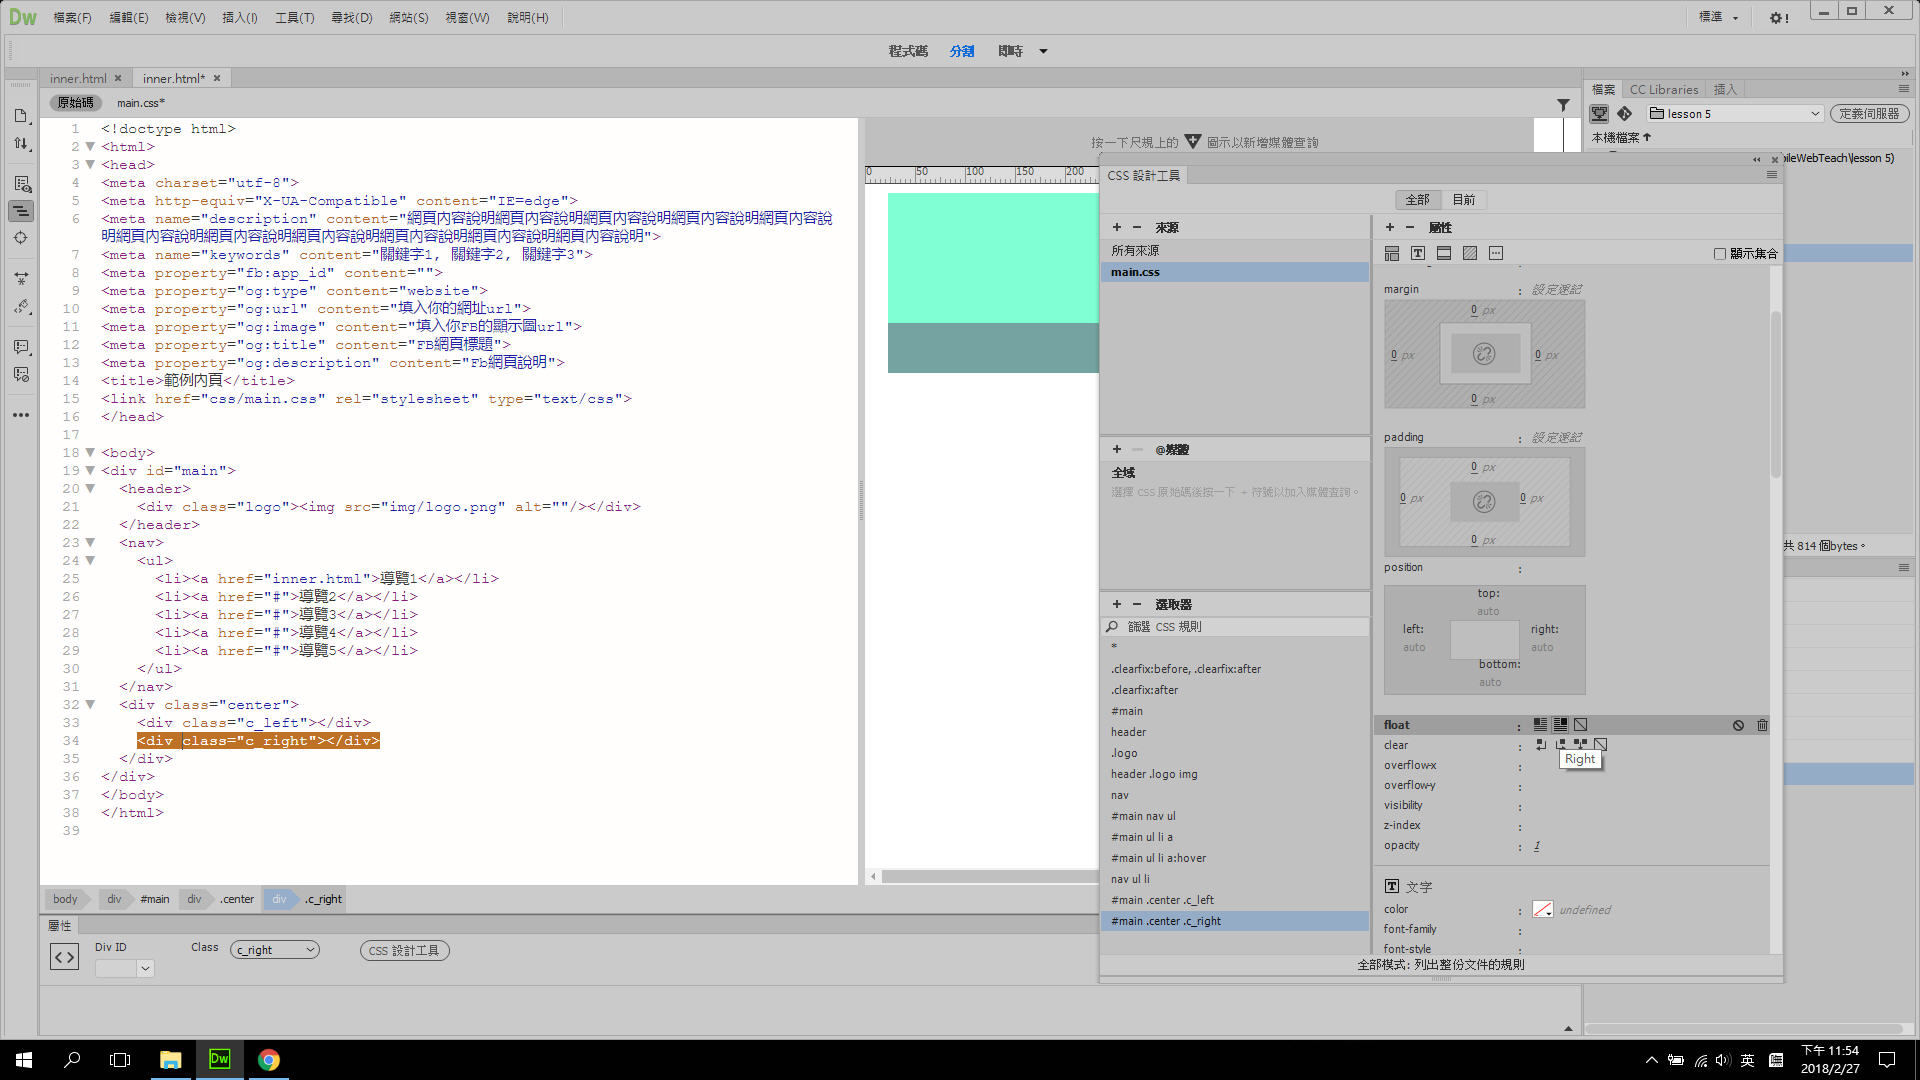 Dw 檔案(F) 編輯(E) 檢視(V) 插入(I) 工具(T) 尋找(D) 網站(S) 視窗(W) 說明(H) 標準
程式碼 分割 即時
inner.html × inner.html* ×
原始碼 main.css*
1 <!doctype html>
2 <html>
3 <head>
4 <meta charset="utf-8">
5 <meta http-equiv="X-UA-Compatible" content="IE=edge">
6 <meta name="description" content="網頁內容說明網頁內容說明網頁內容說明網頁內容說明網頁內容說
明網頁內容說明網頁內容說明網頁內容說明網頁內容說明網頁內容說明網頁內容說明">
7 <meta name="keywords" content="關鍵字1, 關鍵字2, 關鍵字3">
8 <meta property="fb:app_id" content="">
9 <meta property="og:type" content="website">
10 <meta property="og:url" content="填入你的網址url">
11 <meta property="og:image" content="填入你FB的顯示圖url">
12 <meta property="og:title" content="FB網頁標題">
13 <meta property="og:description" content="Fb網頁說明">
14 <title>範例內頁</title>
15 <link href="css/main.css" rel="stylesheet" type="text/css">
16 </head>
17
18 <body>
19 <div id="main">
20 <header>
21 <div class="logo"><img src="img/logo.png" alt=""/></div>
22 </header>
23 <nav>
24 <ul>
25 <li><a href="inner.html">導覽1</a></li>
26 <li><a href="#">導覽2</a></li>
27 <li><a href="#">導覽3</a></li>
28 <li><a href="#">導覽4</a></li>
29 <li><a href="#">導覽5</a></li>
30 </ul>
31 </nav>
32 <div class="center">
33 <div class="c_left"></div>
34 <div class="c_right"></div>
35 </div>
36 </div>
37 </body>
38 </html>
39
body div #main div .center div .c_right
屬性
Div ID
Class c_right
CSS 設計工具
按一下尺規上的 圖示以新增媒體查詢
0 50 100 150 200
CSS 設計工具
全部 目前
+ − 來源
所有來源
main.css
+ − @媒體
全域
選擇 CSS 原始碼後按一下 + 符號以加入媒體查詢。
+ − 選取器
篩選 CSS 規則
*
.clearfix:before, .clearfix:after
.clearfix:after
#main
header
.logo
header .logo img
nav
#main nav ul
#main ul li a
#main ul li a:hover
nav ul li
#main .center .c_left
#main .center .c_right
+ − 屬性
顯示集合
margin : 設定速記
0 px
0 px 0 px
0 px
padding : 設定速記
0 px
0 px 0 px
0 px
position :
top:
auto
left: right:
auto auto
bottom:
auto
float :
clear :
Right
overflow-x :
overflow-y :
visibility :
z-index :
opacity : 1
T 文字
color : undefined
font-family :
font-style :
全部模式: 列出整份文件的規則
檔案 CC Libraries 插入
lesson 5 定義伺服器
本機檔案
bileWebTeach\lesson 5)
共 814 個bytes。
Dw
英
下午 11:54
2018/2/27